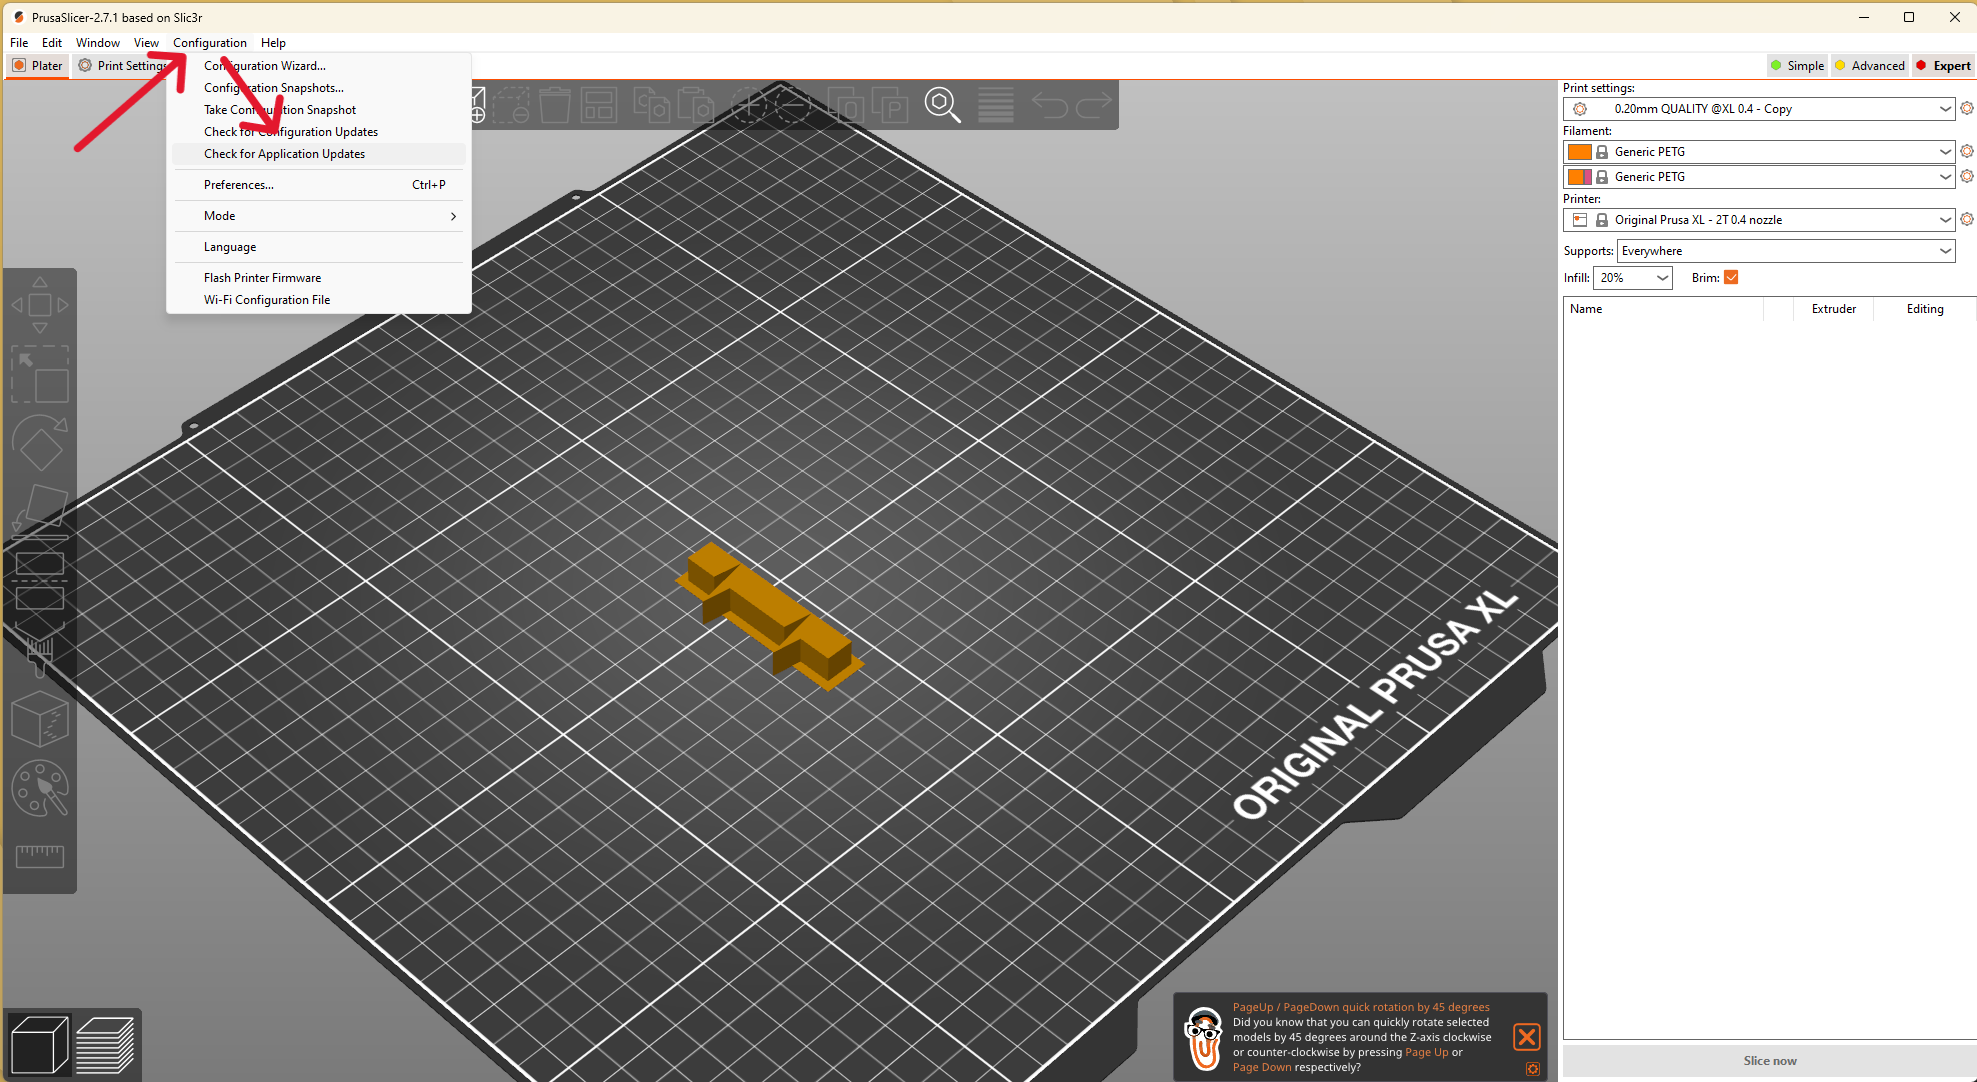 PrusaSlicer-2.7.1 based on Slic3r
File Edit Window View Configuration Help
Plater Print Settings Simple Advanced Expert
Configuration Wizard...
Configuration Snapshots...
Take Configuration Snapshot
Check for Configuration Updates
Check for Application Updates
Preferences... Ctrl+P
Mode
Language
Flash Printer Firmware
Wi-Fi Configuration File
Print settings:
0.20mm QUALITY @XL 0.4 - Copy
Filament:
Generic PETG
Generic PETG
Printer:
Original Prusa XL - 2T 0.4 nozzle
Supports: Everywhere
Infill: 20% Brim:
Name Extruder Editing
ORIGINAL PRUSA XL
PageUp / PageDown quick rotation by 45 degrees
Did you know that you can quickly rotate selected
models by 45 degrees around the Z-axis clockwise
or counter-clockwise by pressing Page Up or
Page Down respectively?
Slice now